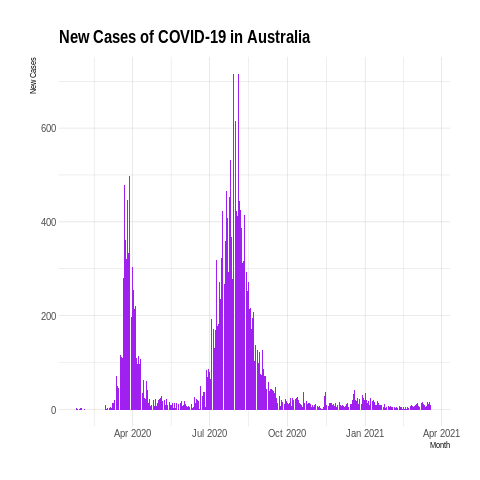 New Cases of COVID-19 in Australia
New Cases
600
400
200
0
Apr 2020
Jul 2020
Oct 2020
Jan 2021
Apr 2021
Month